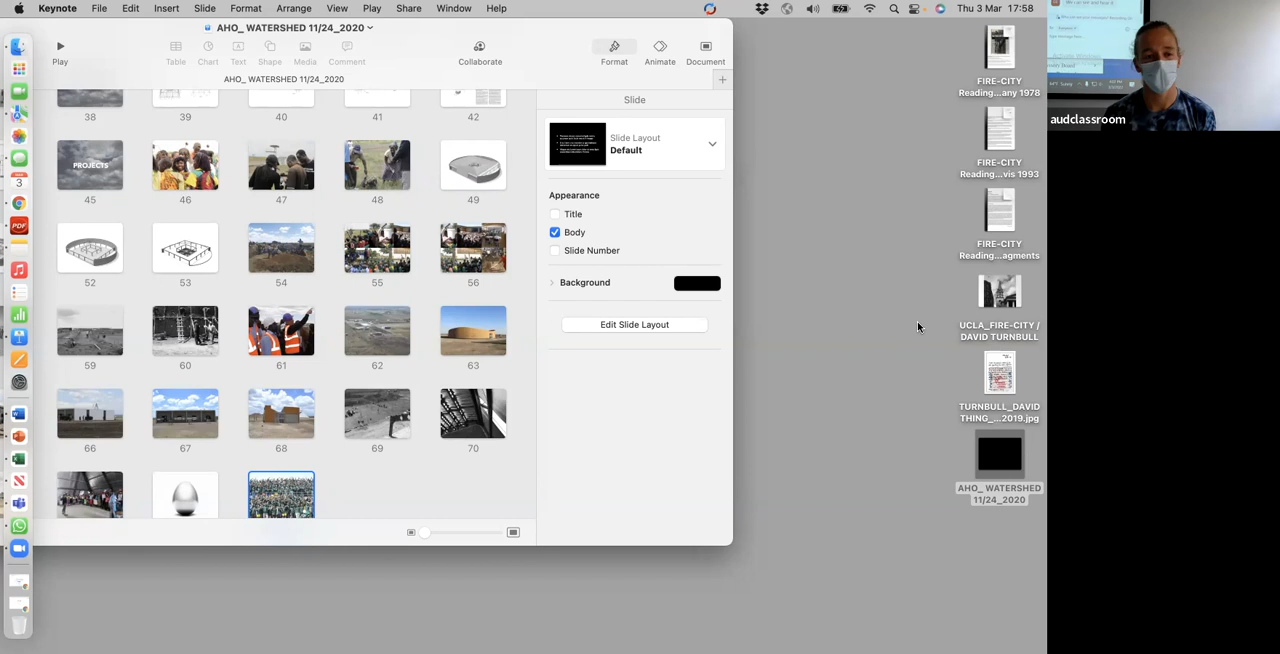 Keynote File Edit Insert Slide Format Arrange View Play Share Window Help
Thu 3 Mar 17:58
AHO_ WATERSHED 11/24_2020
Play
Table Chart Text Shape Media Comment
Collaborate
Format Animate Document
AHO_ WATERSHED 11/24_2020
Slide
38 39 40 41 42
Slide Layout
Default
PROJECTS
45 46 47 48 49
Appearance
Title
Body
Slide Number
52 53 54 55 56
Background
Edit Slide Layout
59 60 61 62 63
66 67 68 69 70
MAR
3
PDF
FIRE-CITY
Reading...any 1978
FIRE-CITY
Reading...vis 1993
FIRE-CITY
Reading...agments
UCLA_FIRE-CITY /
DAVID TURNBULL
TURNBULL_DAVID
THING_...2019.jpg
AHO_ WATERSHED
11/24_2020
audclassroom